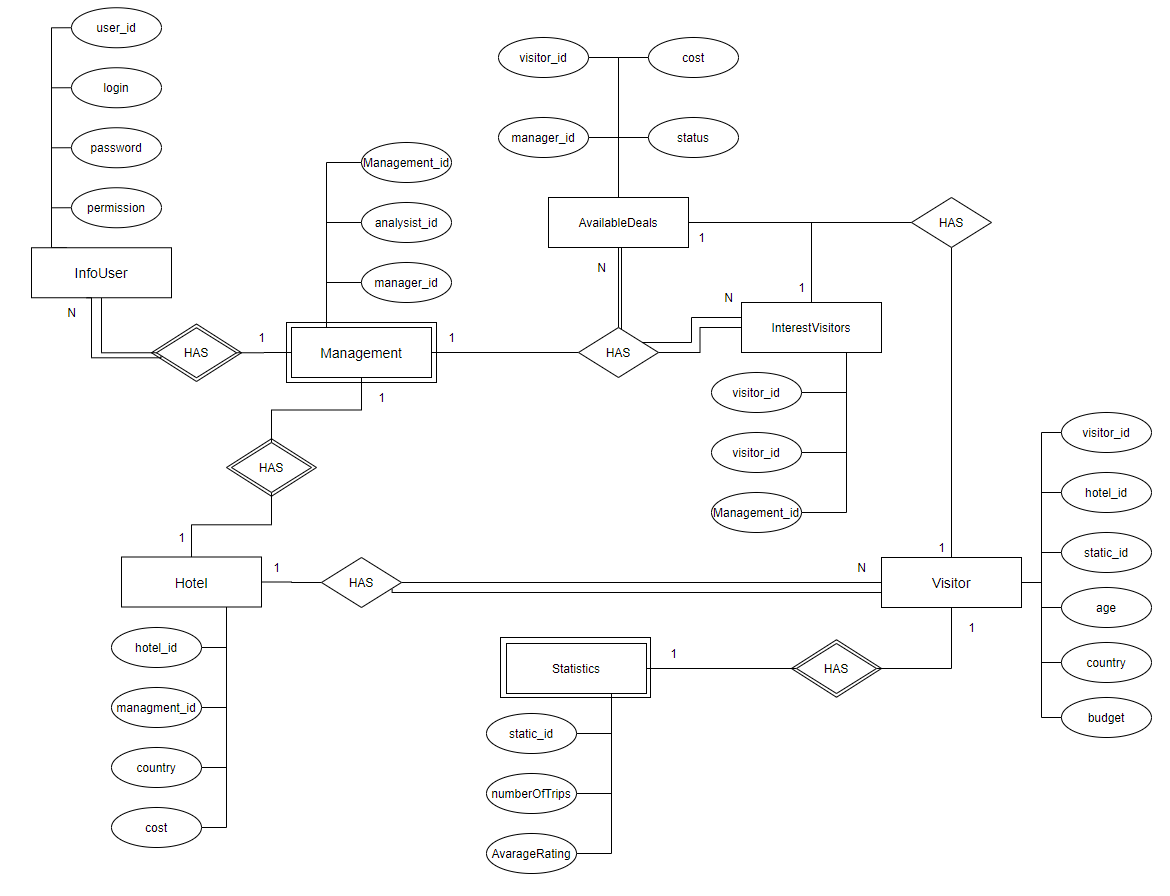 user_id
login
password
permission
InfoUser
N
HAS
1
Management_id
analysist_id
manager_id
Management
1
1
visitor_id
cost
manager_id
status
AvailableDeals
1
N
HAS
N
1
InterestVisitors
visitor_id
visitor_id
Management_id
HAS
1
HAS
1
Hotel
1
HAS
N
Visitor
1
visitor_id
hotel_id
static_id
age
country
budget
hotel_id
managment_id
country
cost
Statistics
1
HAS
static_id
numberOfTrips
AvarageRating